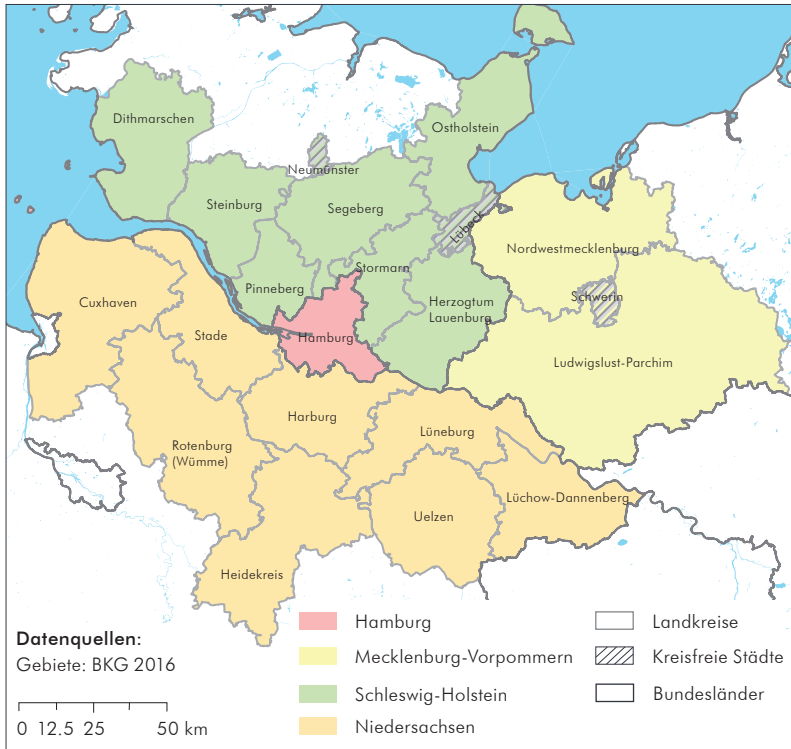 Dithmarschen
Ostholstein
Neumünster
Steinburg
Segeberg
Lübeck
Nordwestmecklenburg
Stormarn
Pinneberg
Schwerin
Cuxhaven
Herzogtum
Lauenburg
Stade
Hamburg
Ludwigslust-Parchim
Harburg
Lüneburg
Rotenburg
(Wümme)
Lüchow-Dannenberg
Uelzen
Heidekreis
Datenquellen:
Gebiete: BKG 2016
0 12.5 25 50 km
Hamburg
Mecklenburg-Vorpommern
Schleswig-Holstein
Niedersachsen
Landkreise
Kreisfreie Städte
Bundesländer